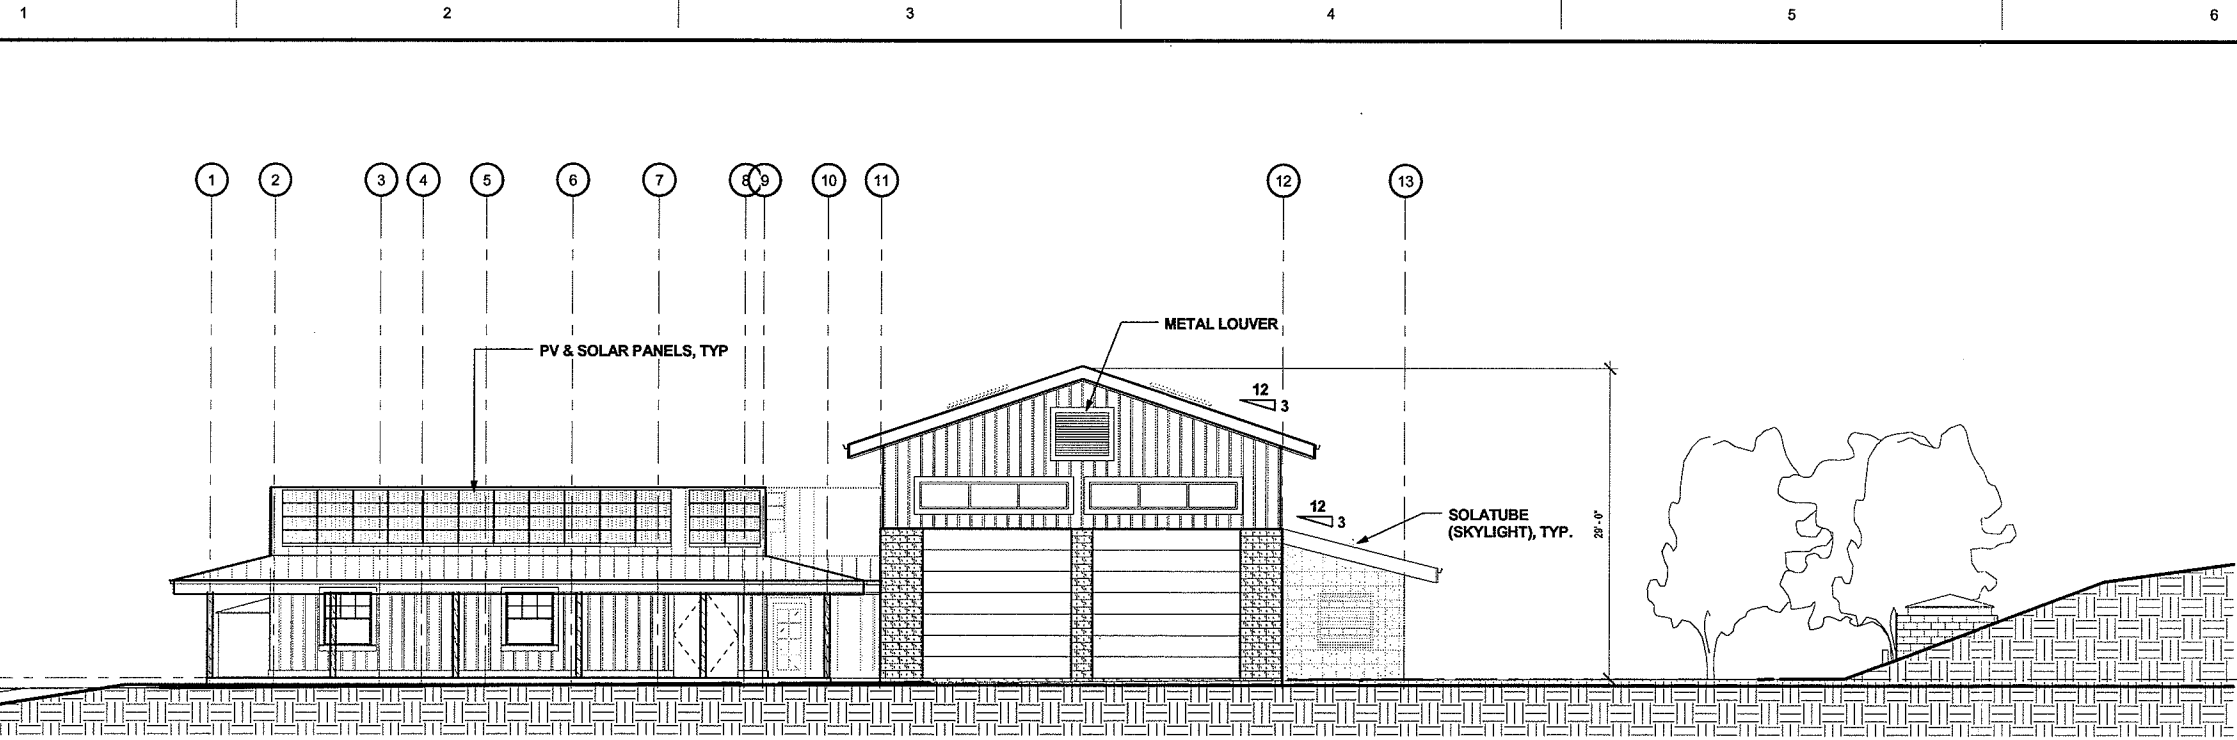 1 2 3 4 5 6
1 2 3 4 5 6 7 8 9 10 11 12 13
METAL LOUVER
PV & SOLAR PANELS, TYP
12
3
12
3
SOLATUBE
(SKYLIGHT), TYP.
29'-0"